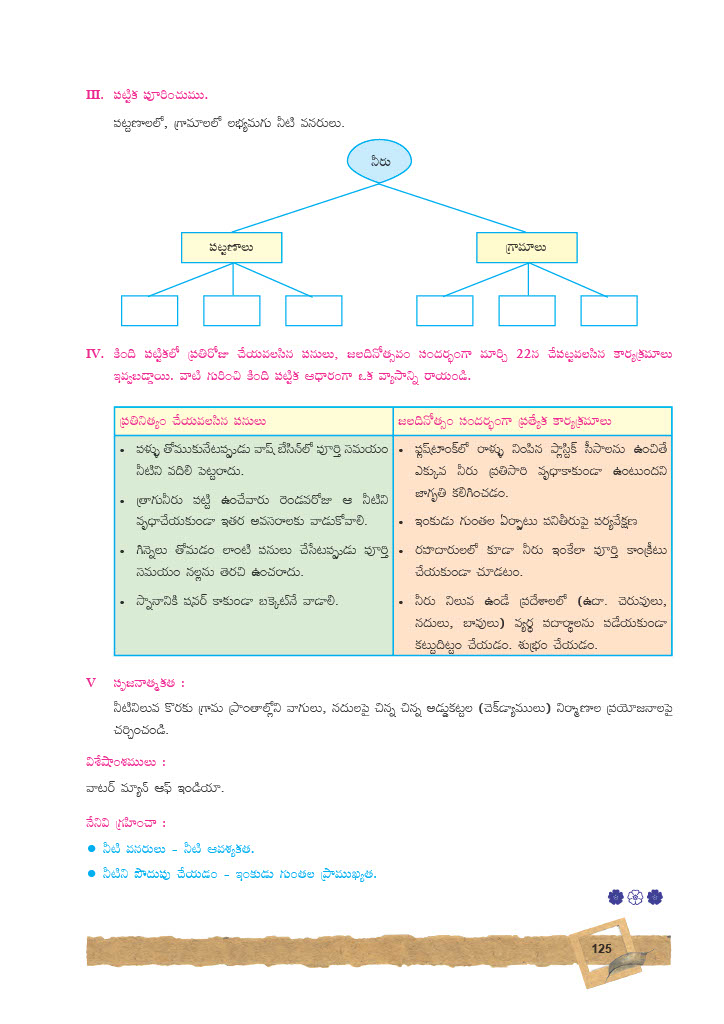 III. పట్టిక పూరించుము.
పట్టణాలలో, గ్రామాలలో లభ్యమగు నీటి వనరులు.
నీరు
పట్టణాలు
గ్రామాలు
IV. కింది పట్టికలో ప్రతిరోజు చేయవలసిన పనులు, జలదినోత్సవం సందర్భంగా మార్చి 22న చేపట్టవలసిన కార్యక్రమాలు
ఇవ్వబడ్డాయి. వాటి గురించి కింది పట్టిక ఆధారంగా ఒక వ్యాసాన్ని రాయండి.
ప్రతినిత్యం చేయవలసిన పనులు
• పళ్ళు తోముకునేటప్పుడు వాష్ బేసిన్‌లో పూర్తి సమయం
నీటిని వదిలి పెట్టరాదు.
• త్రాగునీరు పట్టి ఉంచేవారు రెండవరోజు ఆ నీటిని
వృధాచేయకుండా ఇతర అవసరాలకు వాడుకోవాలి.
• గిన్నెలు తోమడం లాంటి పనులు చేసేటప్పుడు పూర్తి
సమయం నల్లను తెరచి ఉంచరాదు.
• స్నానానికి షవర్ కాకుండా బక్కెట్‌నే వాడాలి.
జలదినోత్సం సందర్భంగా ప్రత్యేక కార్యక్రమాలు
• ఫ్లష్‌టాంక్‌లో రాళ్ళు నింపిన ప్లాస్టిక్ సీసాలను ఉంచితే
ఎక్కువ నీరు ప్రతిసారి వృధాకాకుండా ఉంటుందని
జాగృతి కలిగించడం.
• ఇంకుడు గుంతల ఏర్పాటు పనితీరుపై పర్యవేక్షణ
• రహదారులలో కూడా నీరు ఇంకేలా పూర్తి కాంక్రీటు
చేయకుండా చూడటం.
• నీరు నిలువ ఉండే ప్రదేశాలలో (ఉదా. చెరువులు,
నదులు, బావులు) వ్యర్థ పదార్థాలను పడేయకుండా
కట్టుదిట్టం చేయడం. శుభ్రం చేయడం.
V సృజనాత్మకత :
నీటినిలువ కొరకు గ్రామ ప్రాంతాల్లోని వాగులు, నదులపై చిన్న చిన్న అడ్డుకట్టల (చెక్‌డ్యాములు) నిర్మాణాల ప్రయోజనాలపై
చర్చించండి.
విశేషాంశములు :
వాటర్ మ్యాన్ ఆఫ్ ఇండియా.
నేనివి గ్రహించా :
● నీటి వనరులు - నీటి ఆవశ్యకత.
● నీటిని పొదుపు చేయడం - ఇంకుడు గుంతల ప్రాముఖ్యత.
125